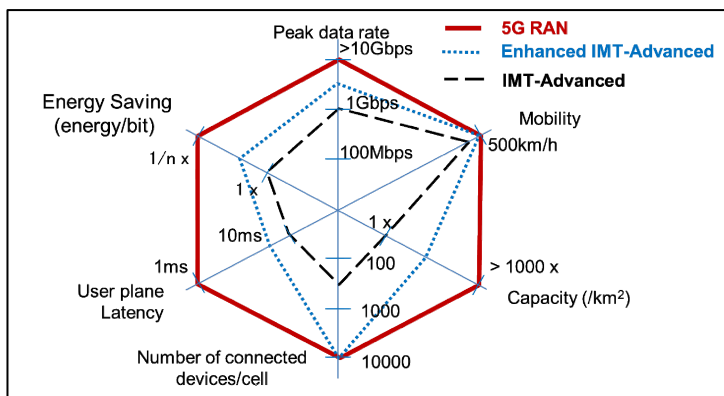 5G RAN
Enhanced IMT-Advanced
IMT-Advanced
Peak data rate
>10Gbps
1Gbps
100Mbps
Mobility
500km/h
Energy Saving
(energy/bit)
1/n x
1 x
10ms
1ms
User plane
Latency
1 x
> 1000 x
Capacity (/km²)
100
1000
10000
Number of connected
devices/cell